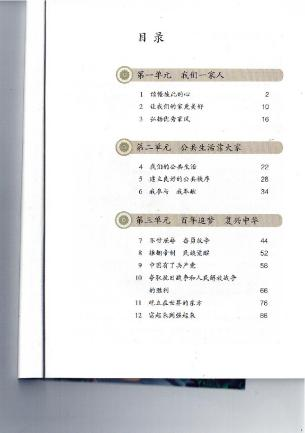 目录
第一单元 我们一家人
1 读懂彼此的心 2
2 让我们的家更美好 10
3 弘扬优秀家风 16
第二单元 公共生活靠大家
4 我们的公共生活 22
5 建立良好的公共秩序 28
6 我参与 我奉献 34
第三单元 百年追梦 复兴中华
7 不甘屈辱 奋勇抗争 44
8 推翻帝制 民族觉醒 52
9 中国有了共产党 58
10 夺取抗日战争和人民解放战争
的胜利 66
11 屹立在世界的东方 76
12 富起来到强起来 86